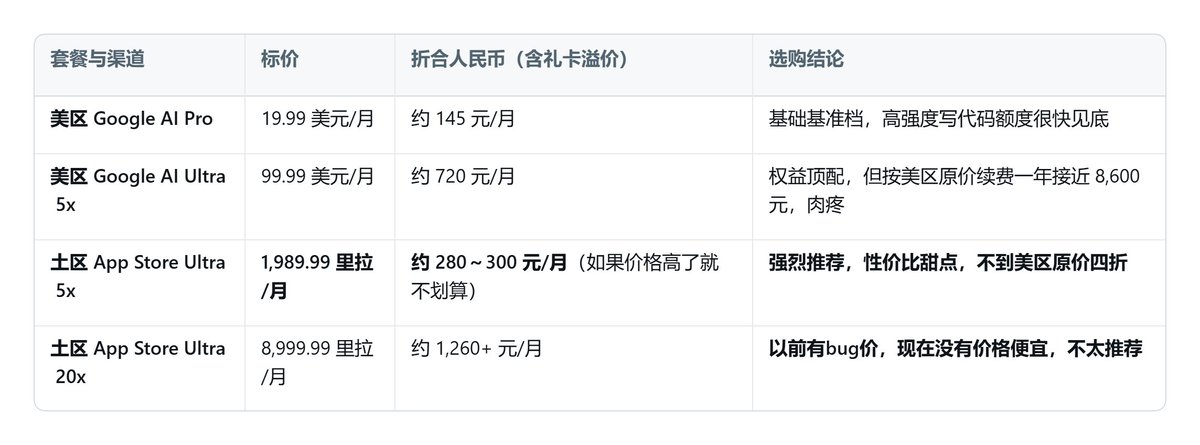 套餐与渠道 标价 折合人民币（含礼卡溢价） 选购结论
美区 Google AI Pro 19.99 美元/月 约 145 元/月 基础基准档，高强度写代码额度很快见底
美区 Google AI Ultra 5x 99.99 美元/月 约 720 元/月 权益顶配，但按美区原价续费一年接近 8,600 元，肉疼
土区 App Store Ultra 5x 1,989.99 里拉/月 约 280～300 元/月（如果价格高了就不划算） 强烈推荐，性价比甜点，不到美区原价四折
土区 App Store Ultra 20x 8,999.99 里拉/月 约 1,260+ 元/月 以前有bug价，现在没有价格便宜，不太推荐